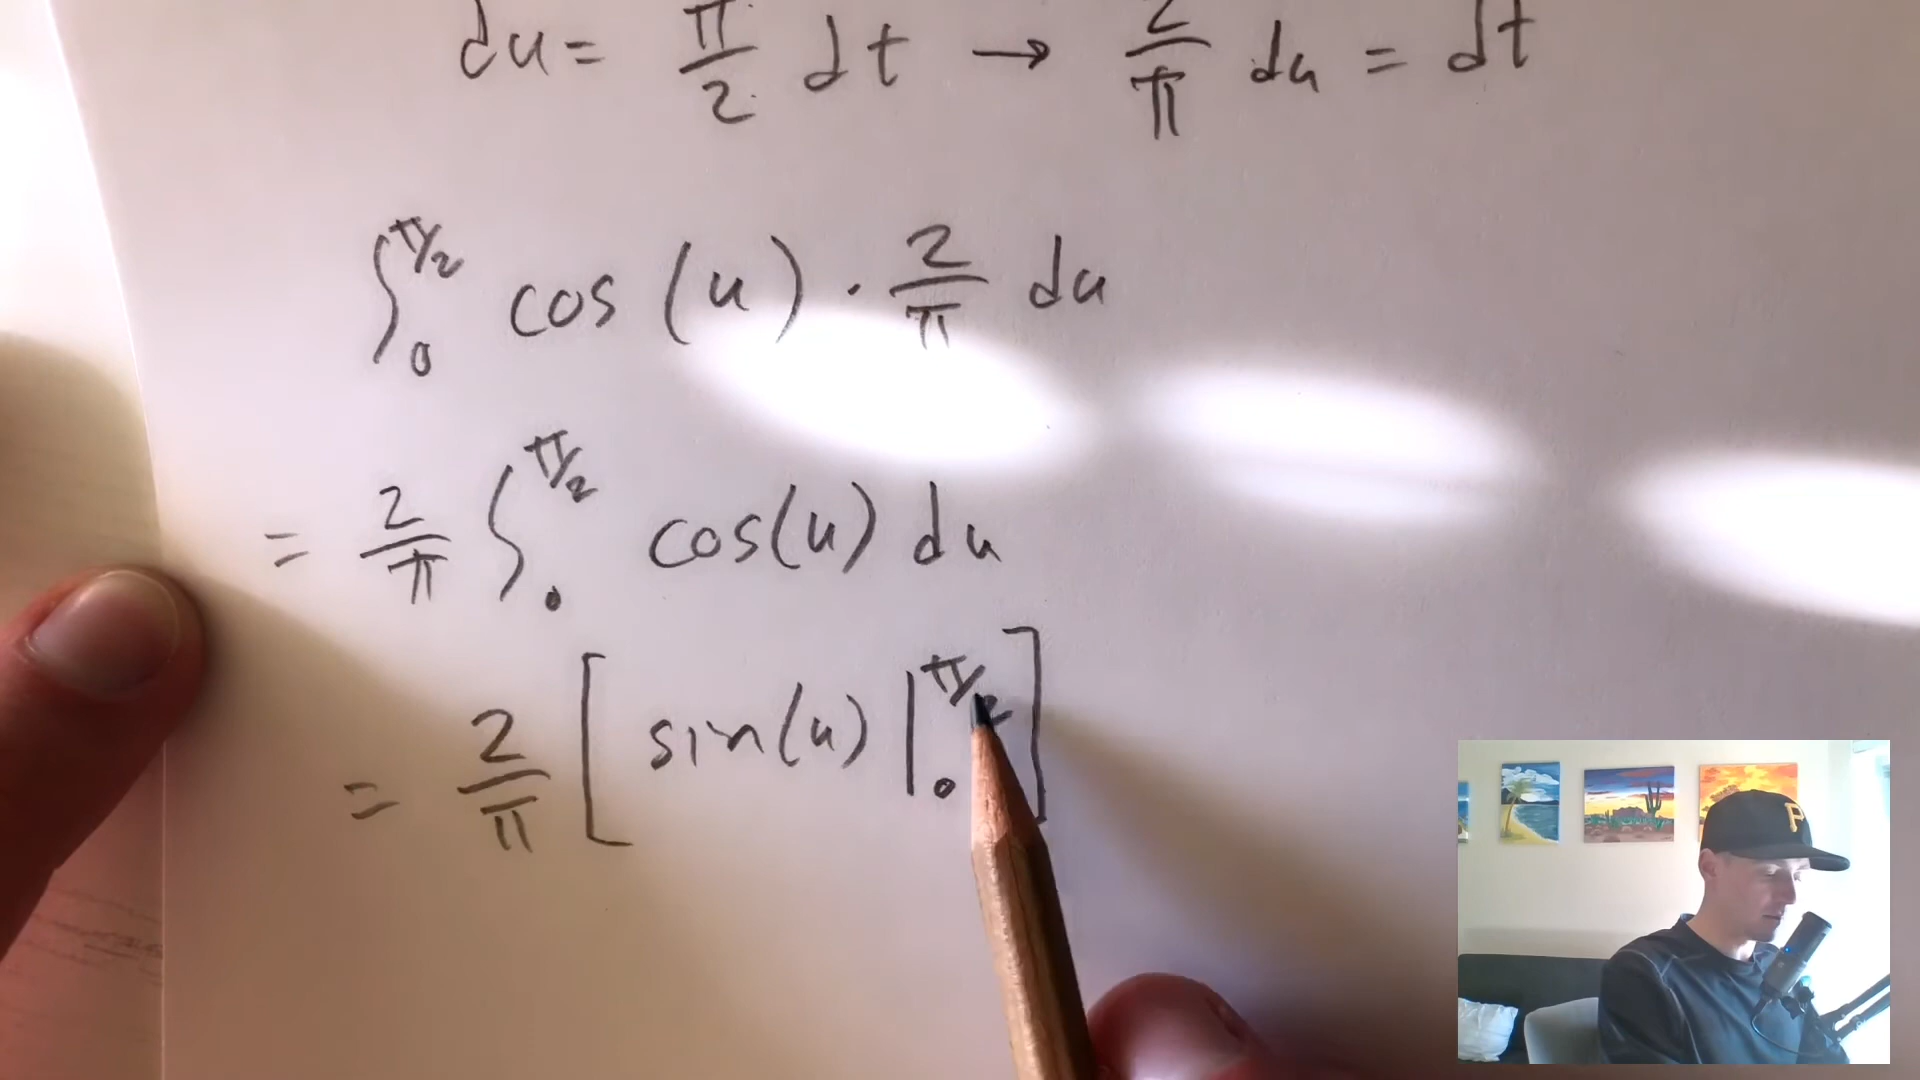 du = π/2 dt → 2/π du = dt
∫₀^π/2 cos(u) · 2/π du
= 2/π ∫₀^π/2 cos(u) du
= 2/π [ sin(u) |₀^π/2 ]
P